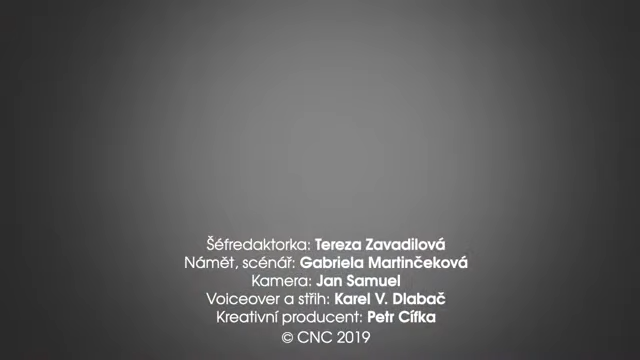 Šéfredaktorka: Tereza Zavadilová
Námět, scénář: Gabriela Martinčeková
Kamera: Jan Samuel
Voiceover a střih: Karel V. Dlabač
Kreativní producent: Petr Cífka
© CNC 2019